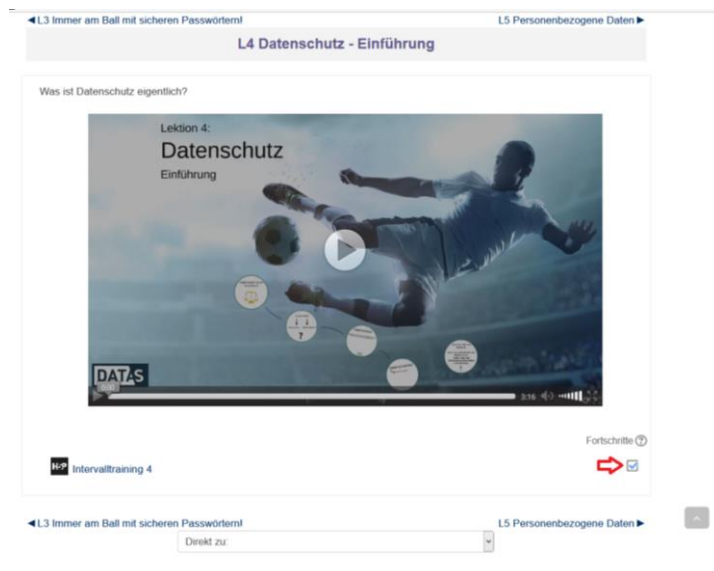 ◄L3 Immer am Ball mit sicheren Passwörtern!
L5 Personenbezogene Daten►
L4 Datenschutz - Einführung
Was ist Datenschutz eigentlich?
Lektion 4:
Datenschutz
Einführung
?
DATAS
0:00
3:16
Fortschritte ?
H-P Intervalltraining 4
◄L3 Immer am Ball mit sicheren Passwörtern!
L5 Personenbezogene Daten►
Direkt zu: